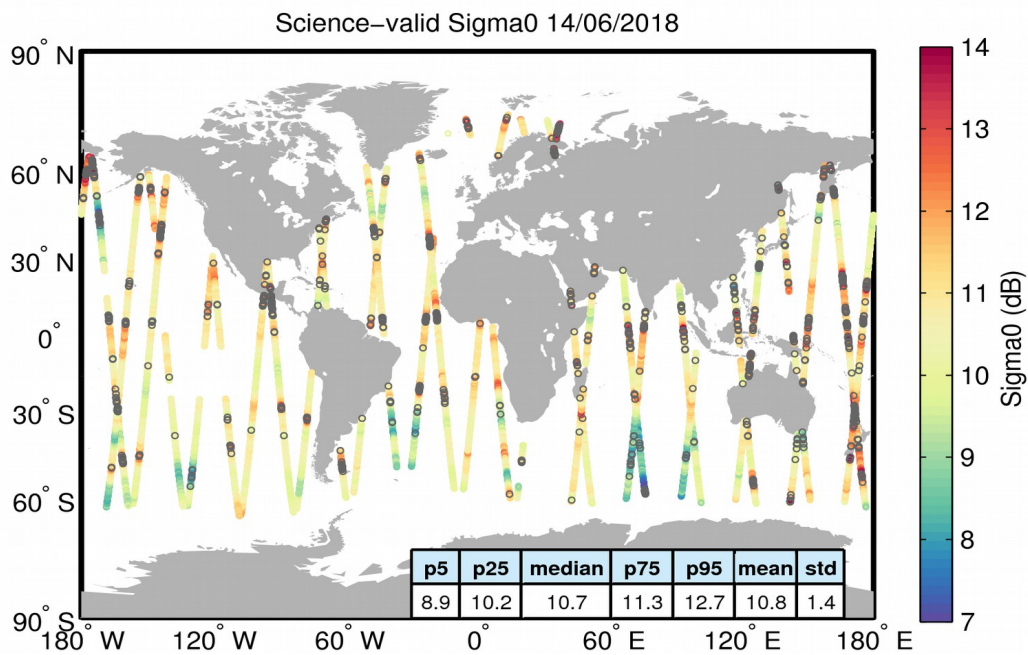 Science−valid Sigma0 14/06/2018
90° N
60° N
30° N
0°
30° S
60° S
90° S
180° W
120° W
60° W
0°
60° E
120° E
180° E
14
13
12
11
10
9
8
7
Sigma0 (dB)
p5 p25 median p75 p95 mean std
8.9 10.2 10.7 11.3 12.7 10.8 1.4